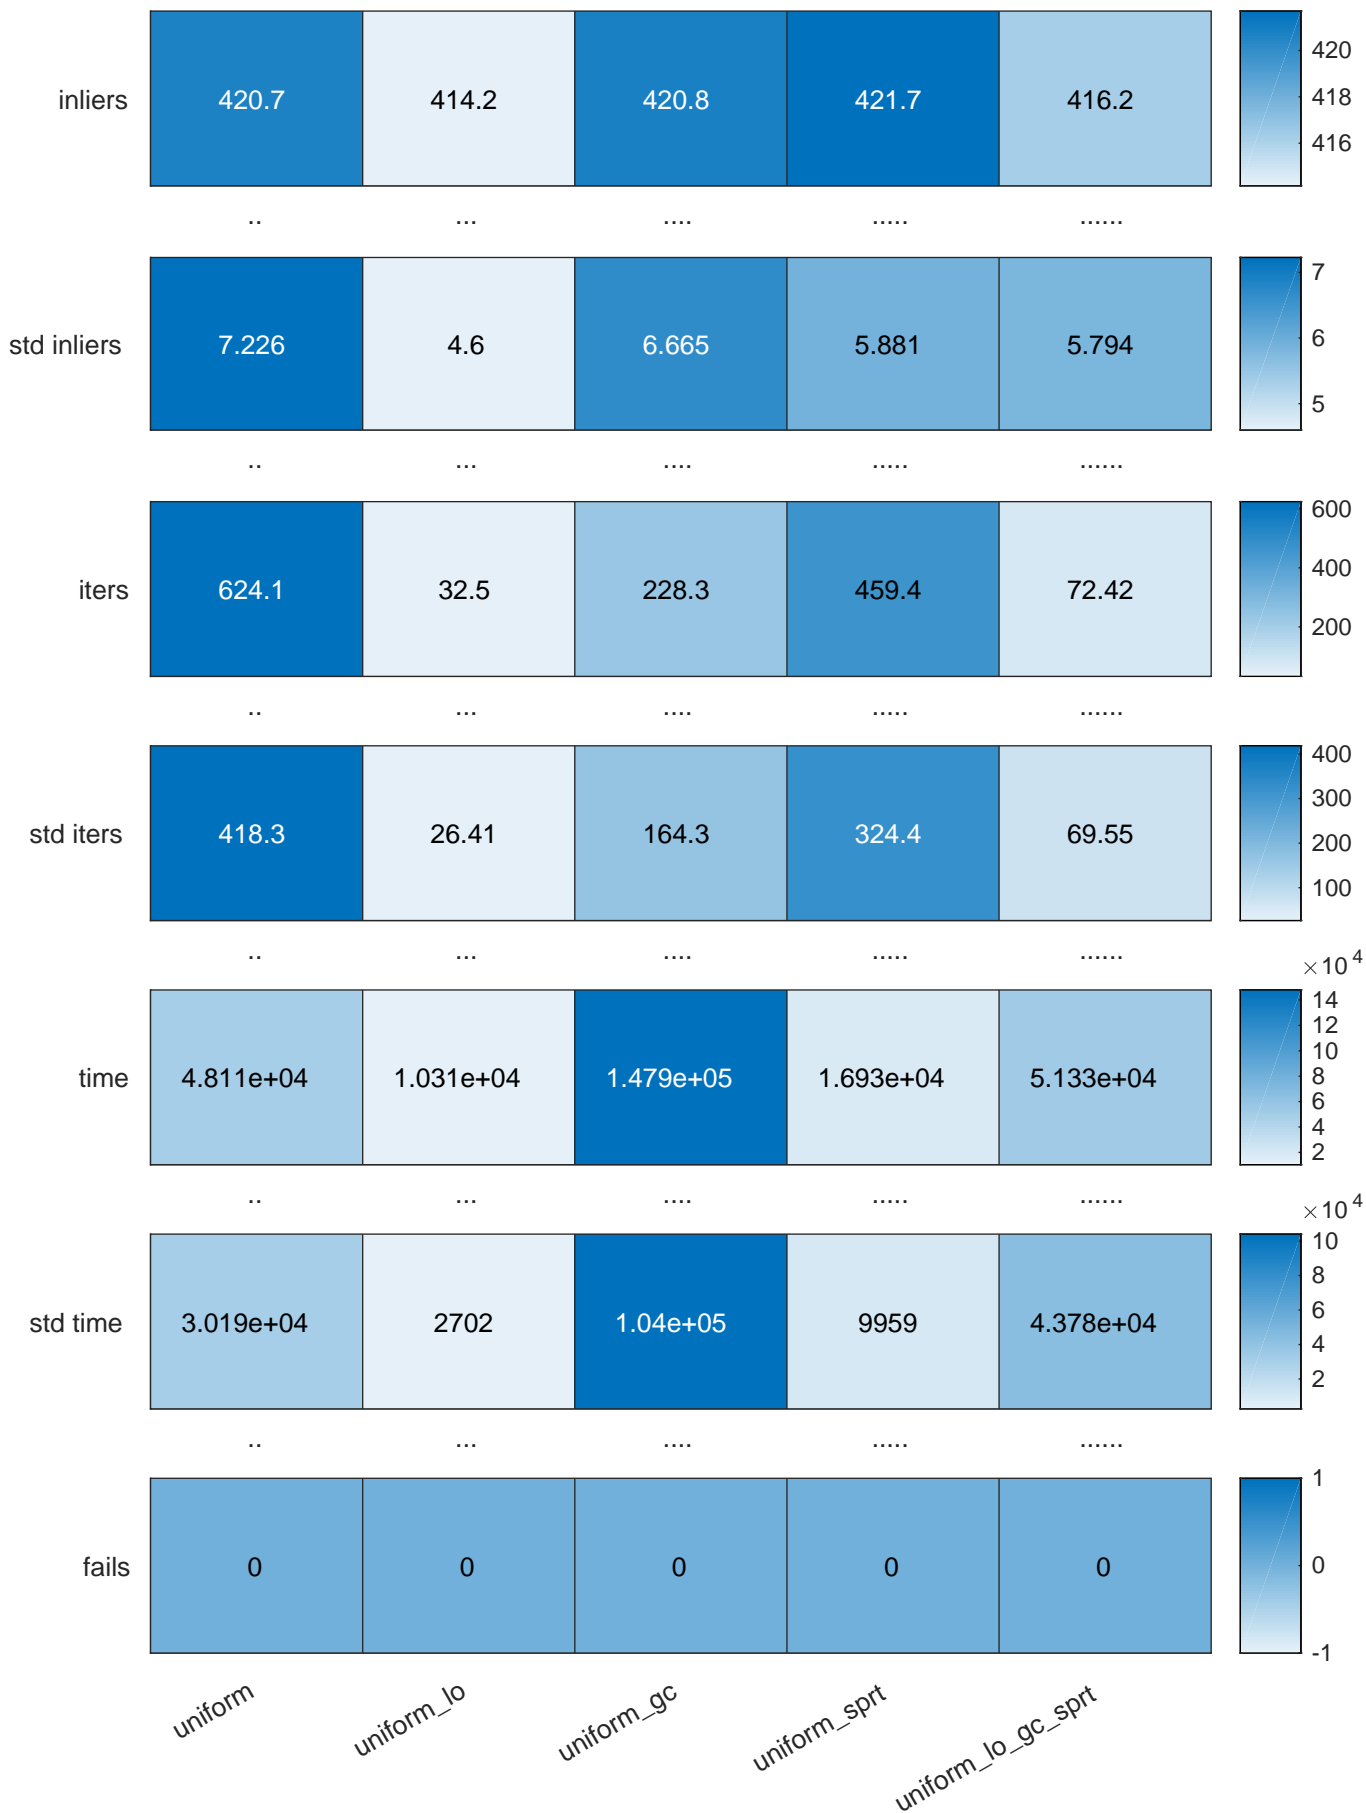 inliers 420.7 414.2 420.8 421.7 416.2 420 418 416
.. ... .... ..... ......
std inliers 7.226 4.6 6.665 5.881 5.794 7 6 5
.. ... .... ..... ......
iters 624.1 32.5 228.3 459.4 72.42 600 400 200
.. ... .... ..... ......
std iters 418.3 26.41 164.3 324.4 69.55 400 300 200 100
.. ... .... ..... ......
×10 4
time 4.811e+04 1.031e+04 1.479e+05 1.693e+04 5.133e+04 14 12 10 8 6 4 2
.. ... .... ..... ......
×10 4
std time 3.019e+04 2702 1.04e+05 9959 4.378e+04 10 8 6 4 2
.. ... .... ..... ......
fails 0 0 0 0 0 1 0 -1
uniform uniform_lo uniform_gc uniform_sprt uniform_lo_gc_sprt